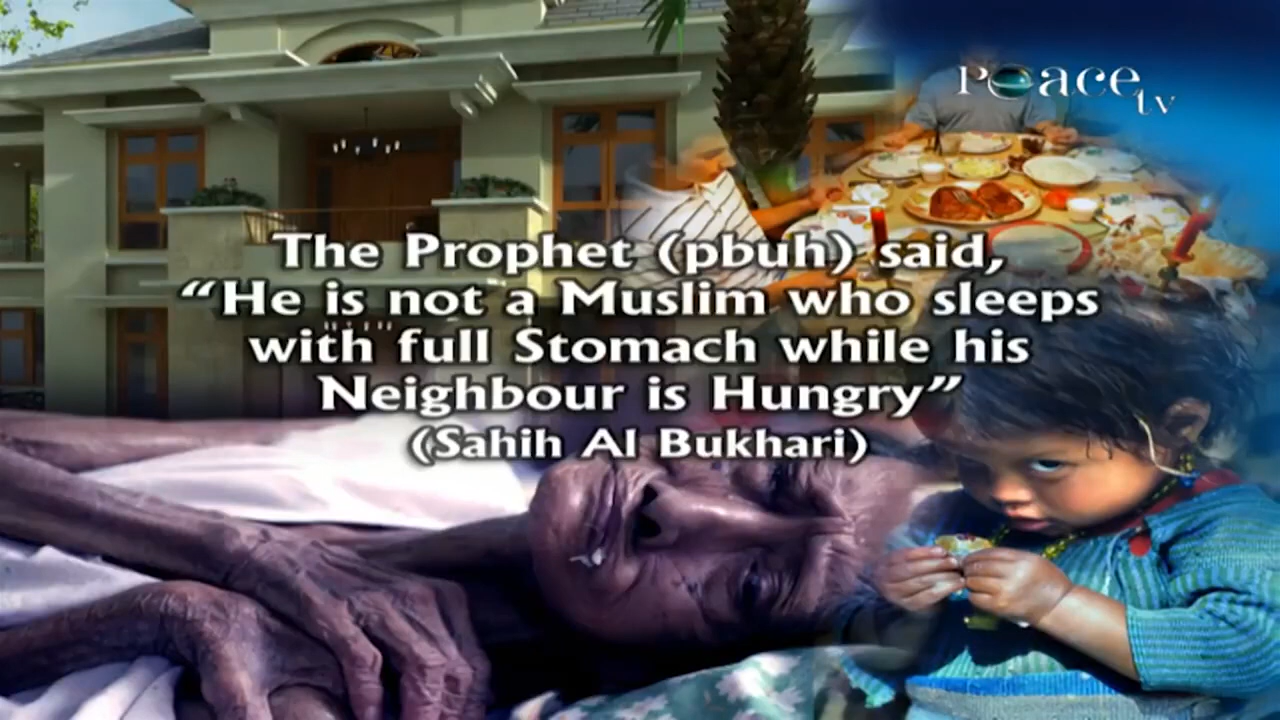 Peace tv
The Prophet (pbuh) said,
“He is not a Muslim who sleeps
with full Stomach while his
Neighbour is Hungry”
(Sahih Al Bukhari)